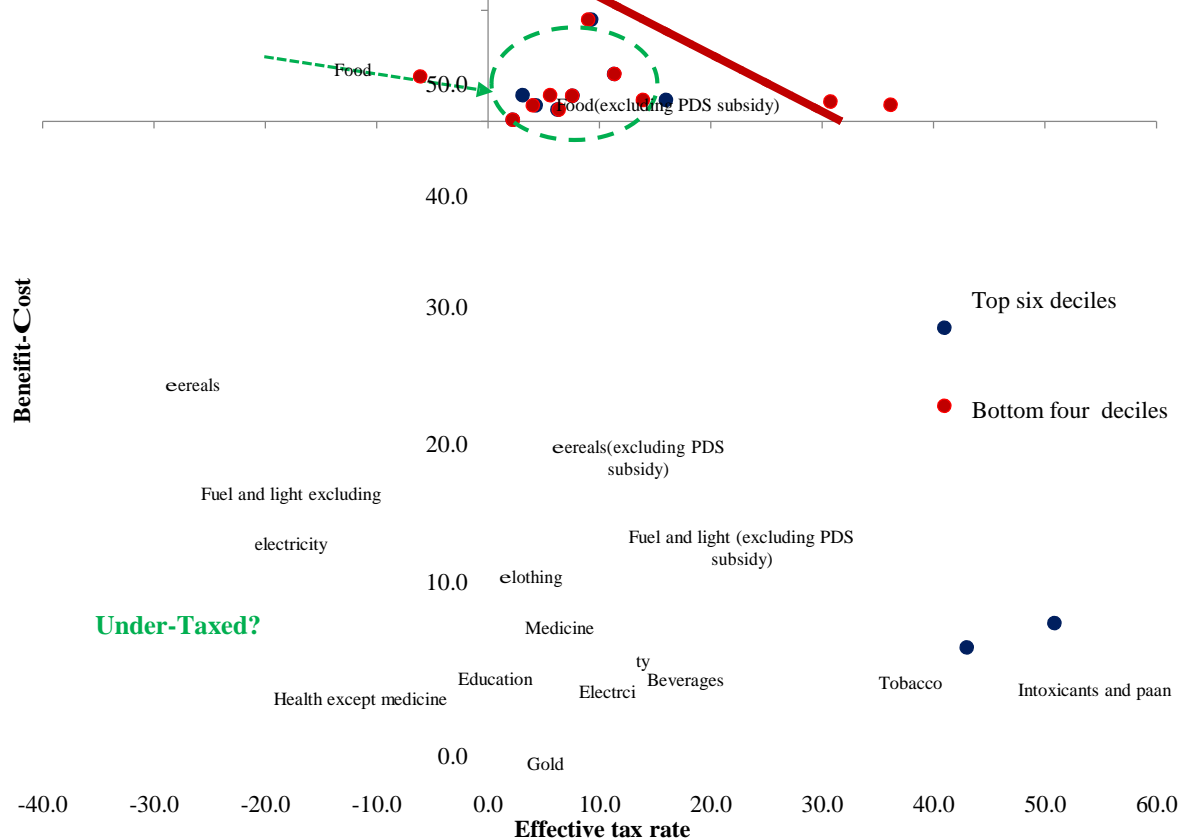 Food
50.0
Food(excluding PDS subsidy)
40.0
30.0
Top six deciles
Beneifit-Cost
cereals
Bottom four deciles
20.0
cereals(excluding PDS
subsidy)
Fuel and light excluding
electricity
Fuel and light (excluding PDS
subsidy)
clothing
10.0
Under-Taxed?
Medicine
ty
Education
Electrci
Beverages
Tobacco
Health except medicine
Intoxicants and paan
0.0
Gold
-40.0 -30.0 -20.0 -10.0 0.0 10.0 20.0 30.0 40.0 50.0 60.0
Effective tax rate